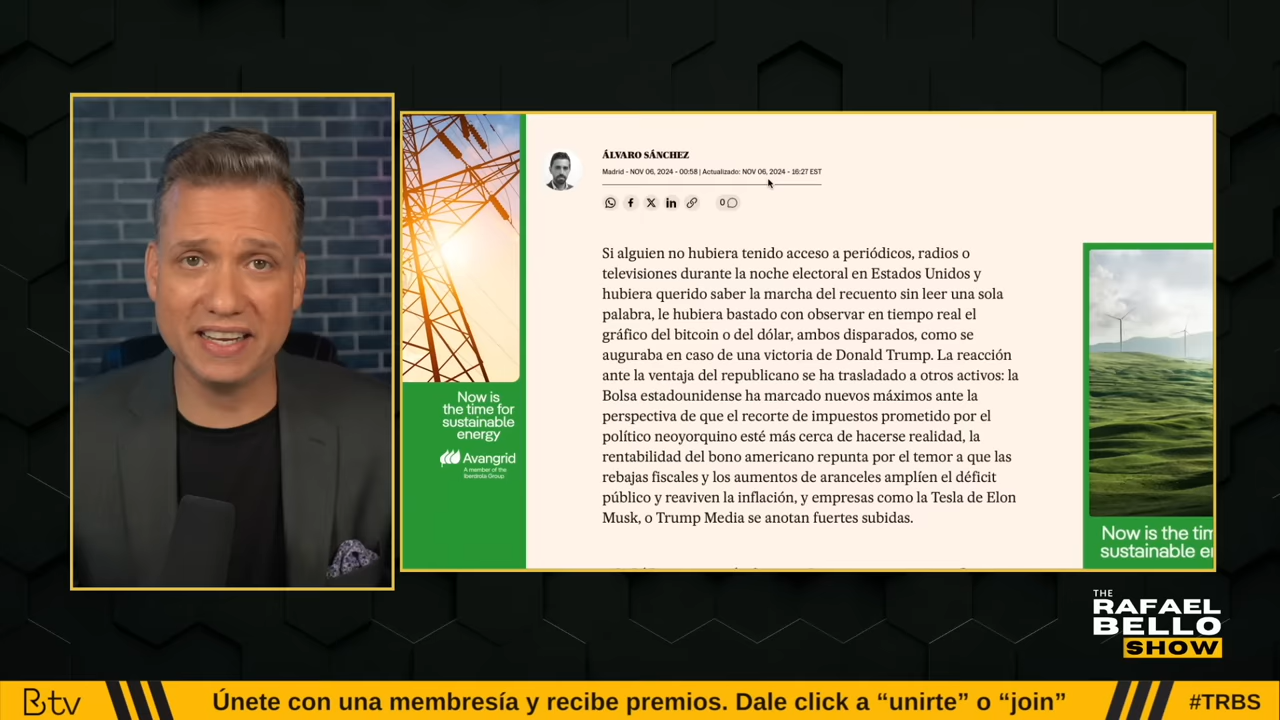 ÁLVARO SÁNCHEZ
Madrid - NOV 06, 2024 - 00:58 | Actualizado: NOV 06, 2024 - 16:27 EST
0
Si alguien no hubiera tenido acceso a periódicos, radios o
televisiones durante la noche electoral en Estados Unidos y
hubiera querido saber la marcha del recuento sin leer una sola
palabra, le hubiera bastado con observar en tiempo real el
gráfico del bitcoin o del dólar, ambos disparados, como se
auguraba en caso de una victoria de Donald Trump. La reacción
ante la ventaja del republicano se ha trasladado a otros activos: la
Bolsa estadounidense ha marcado nuevos máximos ante la
perspectiva de que el recorte de impuestos prometido por el
político neoyorquino esté más cerca de hacerse realidad, la
rentabilidad del bono americano repunta por el temor a que las
rebajas fiscales y los aumentos de aranceles amplíen el déficit
público y reaviven la inflación, y empresas como la Tesla de Elon
Musk, o Trump Media se anotan fuertes subidas.
Now is
the time for
sustainable
energy
Avangrid
A member of the
Iberdrola Group
Now is the tim
sustainable e
THE
RAFAEL
BELLO
SHOW
Btv
Únete con una membresía y recibe premios. Dale click a “unirte” o “join”
#TRBS